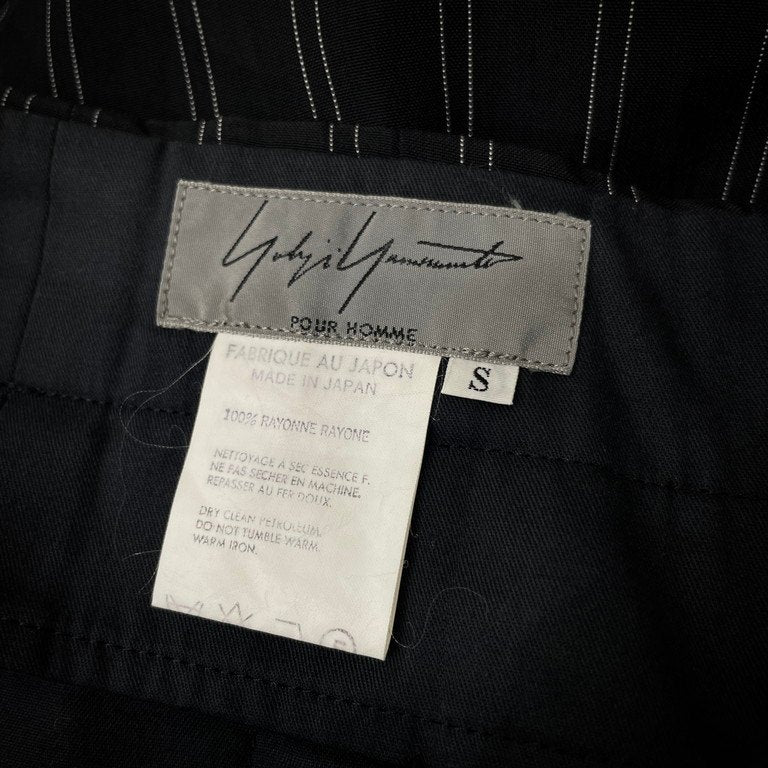 Yohji Yamamoto
POUR HOMME
FABRIQUE AU JAPON
MADE IN JAPAN
S
100% RAYONNE RAYONE
NETTOYAGE A SEC ESSENCE F.
NE PAS SECHER EN MACHINE.
REPASSER AU FER DOUX.
DRY CLEAN PETROLEUM.
DO NOT TUMBLE WARM
WARM IRON.